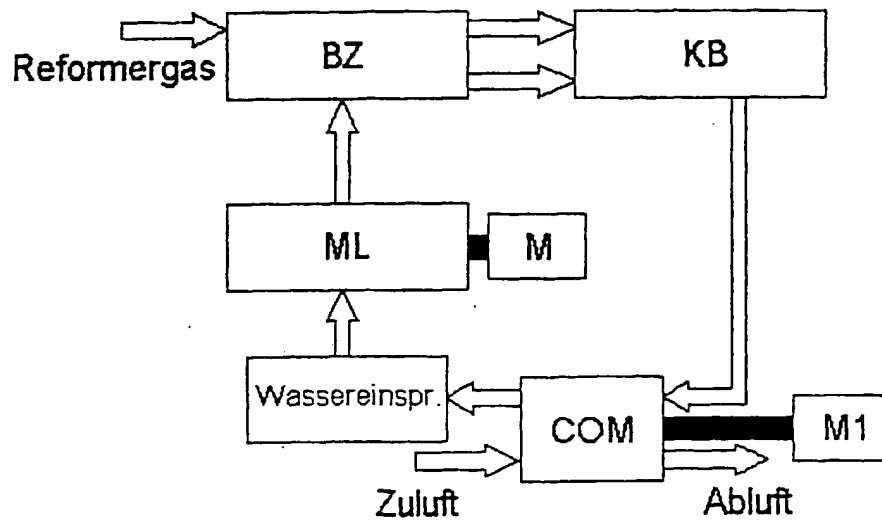 BZ
KB
Reformergas
ML
M
Wassereinspr.
COM
M1
Zuluft
Abluft